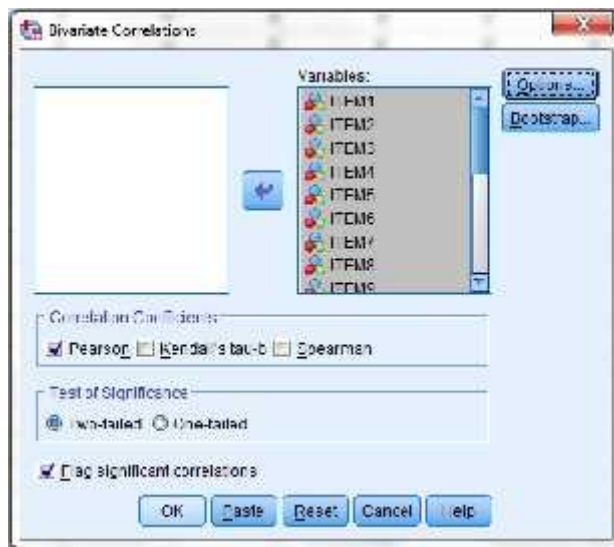 Bivariate Correlations
Variables:
ITEM1
ITEM2
ITEM3
ITEM4
ITEM5
ITEM6
ITEM7
ITEM8
ITEM9
Options...
Bootstrap...
Correlation Coefficients
Pearson Kendall's tau-b Spearman
Test of Significance
Two-tailed One-tailed
Flag significant correlations
OK Paste Reset Cancel Help